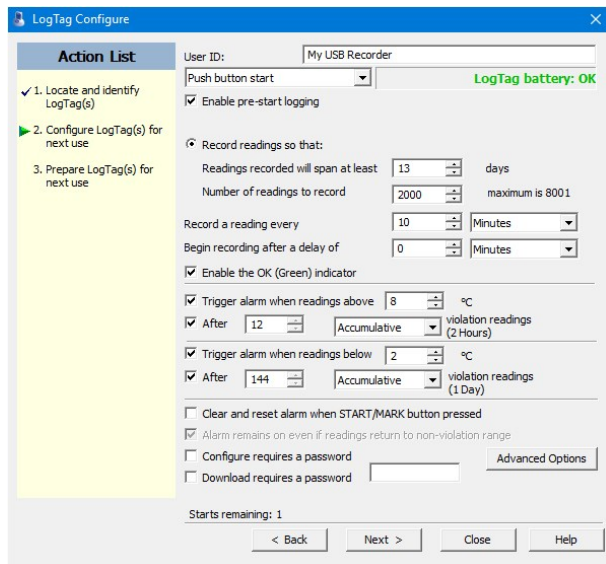 LogTag Configure
Action List
1. Locate and identify
LogTag(s)
2. Configure LogTag(s) for
next use
3. Prepare LogTag(s) for
next use
User ID: My USB Recorder
Push button start LogTag battery: OK
Enable pre-start logging
Record readings so that:
Readings recorded will span at least 13 days
Number of readings to record 2000 maximum is 8001
Record a reading every 10 Minutes
Begin recording after a delay of 0 Minutes
Enable the OK (Green) indicator
Trigger alarm when readings above 8 ºC
After 12 Accumulative violation readings
(2 Hours)
Trigger alarm when readings below 2 ºC
After 144 Accumulative violation readings
(1 Day)
Clear and reset alarm when START/MARK button pressed
Alarm remains on even if readings return to non-violation range
Configure requires a password
Download requires a password
Advanced Options
Starts remaining: 1
< Back Next > Close Help